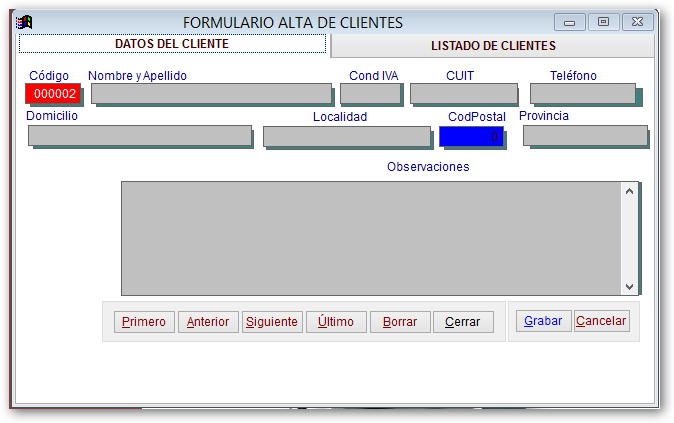 FORMULARIO ALTA DE CLIENTES
DATOS DEL CLIENTE LISTADO DE CLIENTES
Código Nombre y Apellido Cond IVA CUIT Teléfono
000002
Domicilio Localidad CodPostal Provincia
0
Observaciones
Primero Anterior Siguiente Último Borrar Cerrar Grabar Cancelar